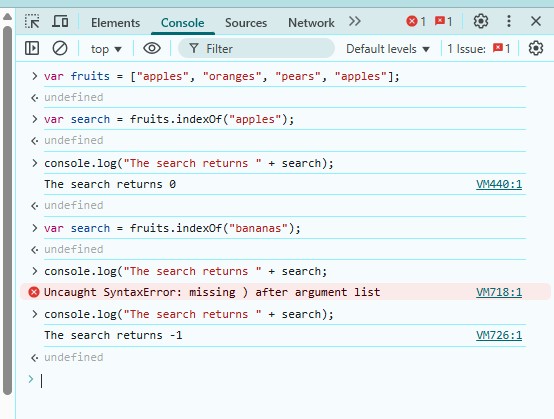 Elements Console Sources Network 1 1
top Filter Default levels 1 Issue: 1
var fruits = ["apples", "oranges", "pears", "apples"];
undefined
var search = fruits.indexOf("apples");
undefined
console.log("The search returns " + search);
The search returns 0 VM440:1
undefined
var search = fruits.indexOf("bananas");
undefined
console.log("The search returns " + search;
Uncaught SyntaxError: missing ) after argument list VM718:1
console.log("The search returns " + search);
The search returns -1 VM726:1
undefined